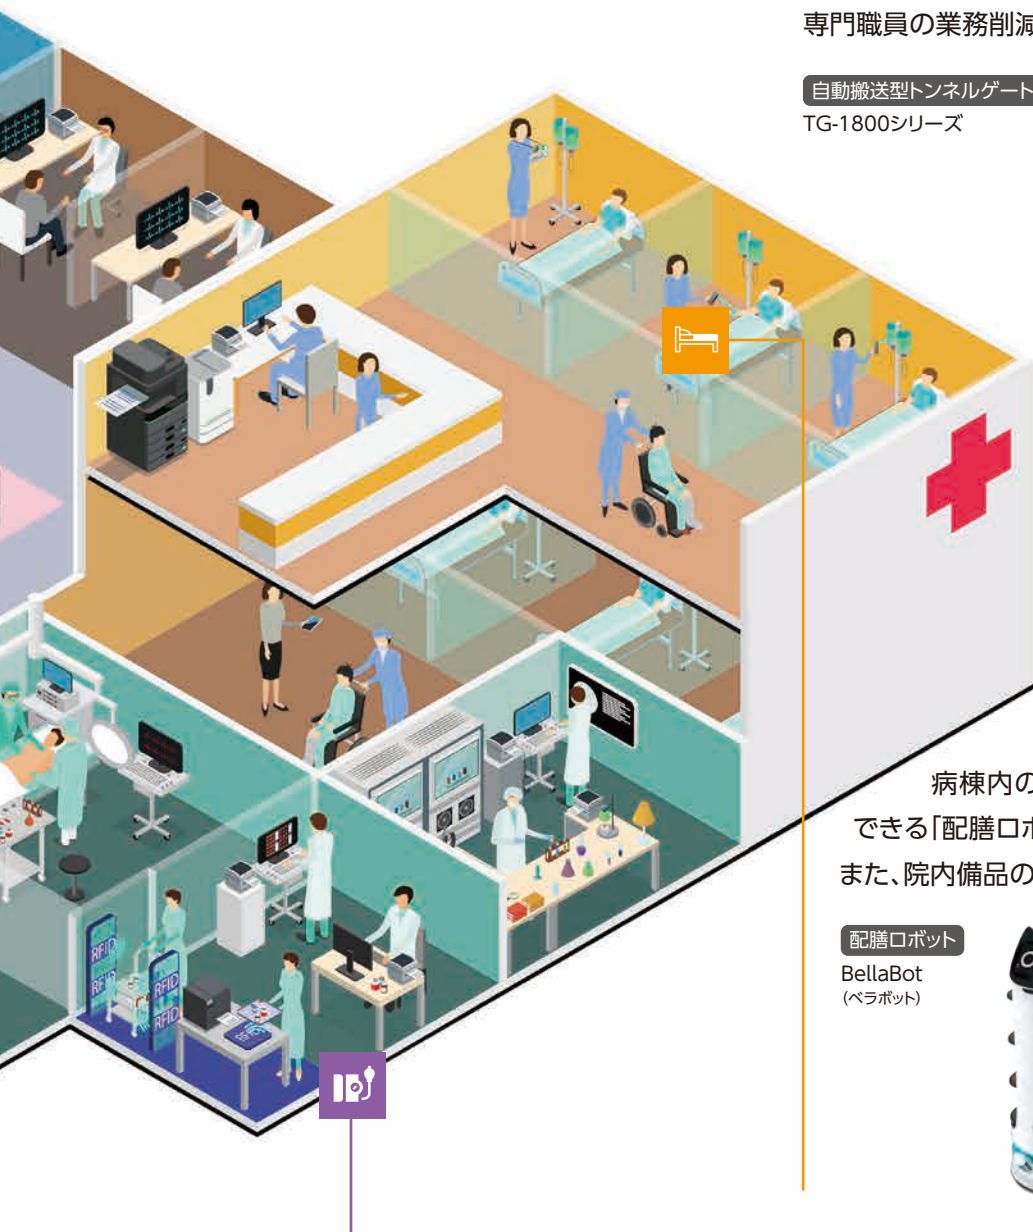 専門職員の業務削減
自動搬送型トンネルゲート
TG-1800シリーズ
病棟内の
できる「配膳ロボ
また、院内備品の
配膳ロボット
BellaBot
（ベラボット）
RFID
RFID
RFID
RFID
RFID